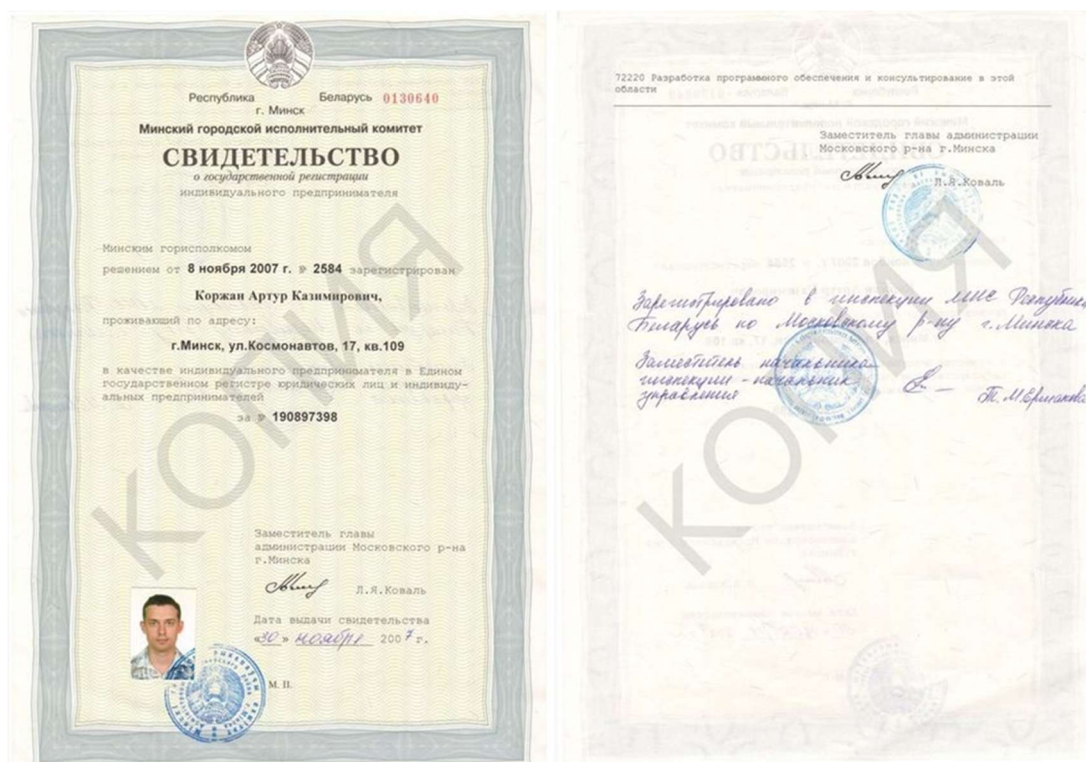 Республика Беларусь 0130640
г. Минск
Минский городской исполнительный комитет
СВИДЕТЕЛЬСТВО
о государственной регистрации
индивидуального предпринимателя
Минским горисполкомом
решением от 8 ноября 2007 г. № 2584 зарегистрирован
Коржан Артур Казимирович,
проживающий по адресу:
г.Минск, ул.Космонавтов, 17, кв.109
в качестве индивидуального предпринимателя в Едином
государственном регистре юридических лиц и индивиду-
альных предпринимателей
за № 190897398
КОПИЯ
Заместитель главы
администрации Московского р-на
г.Минска
Л.Я.Коваль
Дата выдачи свидетельства
«30» ноября 2007 г.
М. П.
72220 Разработка программного обеспечения и консультирование в этой
области
Заместитель главы администрации
Московского р-на г.Минска
Л.Я.Коваль
Зарегистрировано в инспекции МНС Республики
Беларусь по Московскому р-ну г.Минска
Заместитель начальника
инспекции - начальник
управления Т.М.Ермакова
КОПИЯ